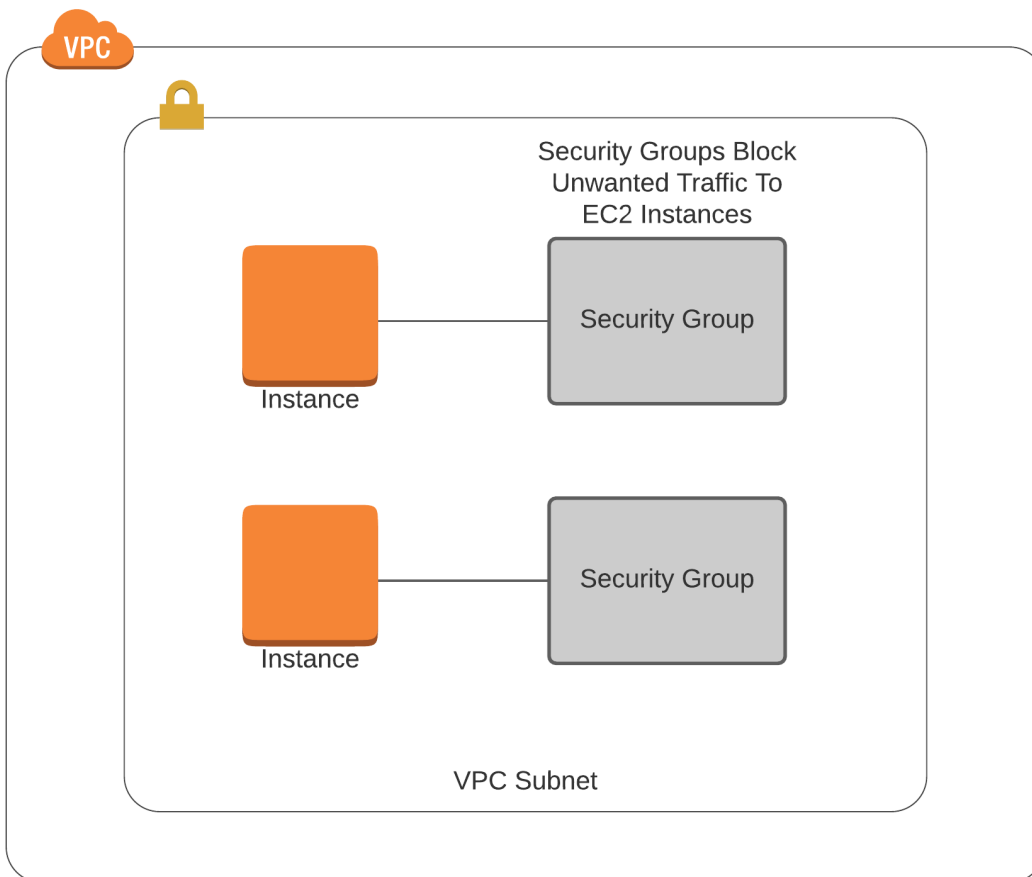 VPC
Security Groups Block
Unwanted Traffic To
EC2 Instances
Security Group
Instance
Security Group
Instance
VPC Subnet